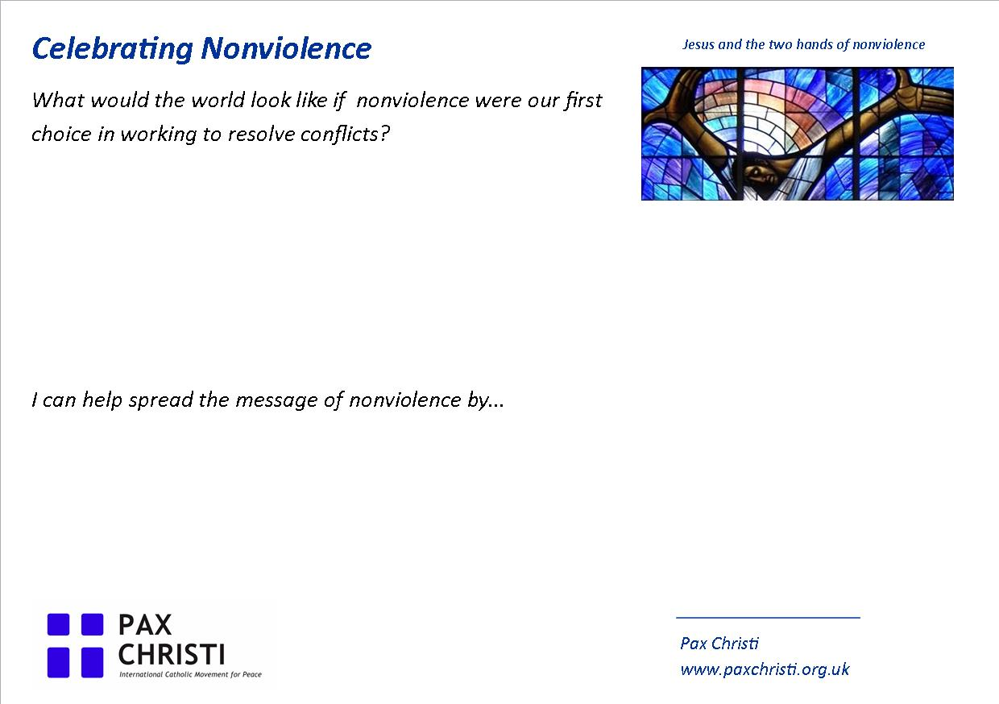 Celebrating Nonviolence
Jesus and the two hands of nonviolence
What would the world look like if  nonviolence were our first
choice in working to resolve conflicts?
I can help spread the message of nonviolence by...
PAX
CHRISTI
International Catholic Movement for Peace
Pax Christi
www.paxchristi.org.uk